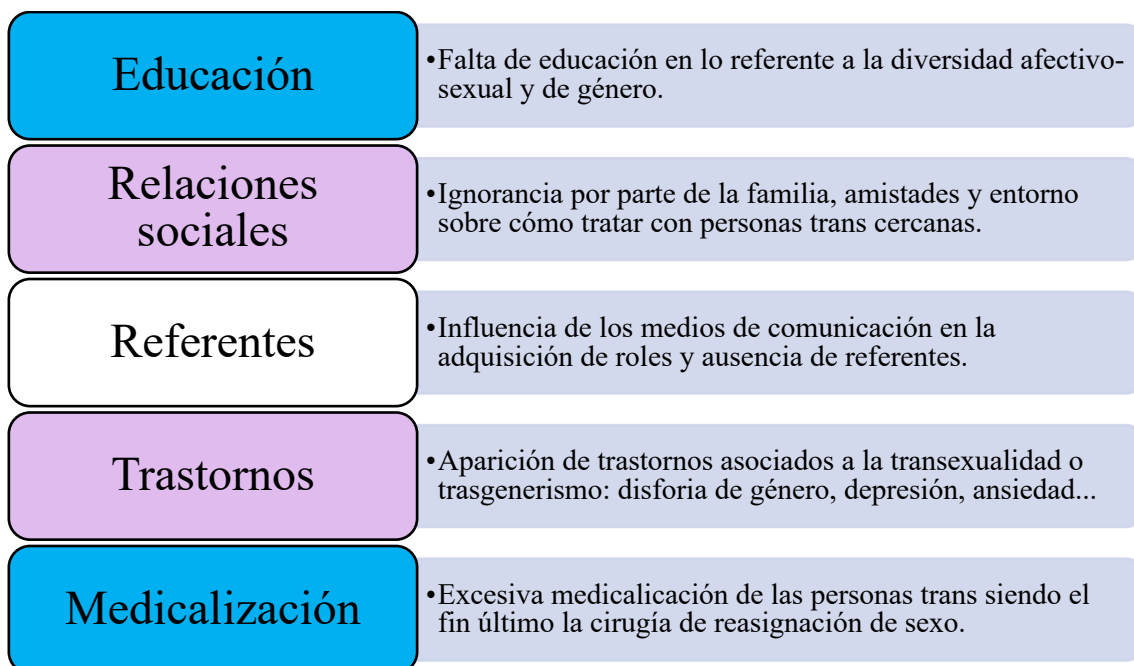 Educación
•Falta de educación en lo referente a la diversidad afectivo-
sexual y de género.
Relaciones
sociales
•Ignorancia por parte de la familia, amistades y entorno
sobre cómo tratar con personas trans cercanas.
Referentes
•Influencia de los medios de comunicación en la
adquisición de roles y ausencia de referentes.
Trastornos
•Aparición de trastornos asociados a la transexualidad o
trasgenerismo: disforia de género, depresión, ansiedad...
Medicalización
•Excesiva medicalicación de las personas trans siendo el
fin último la cirugía de reasignación de sexo.